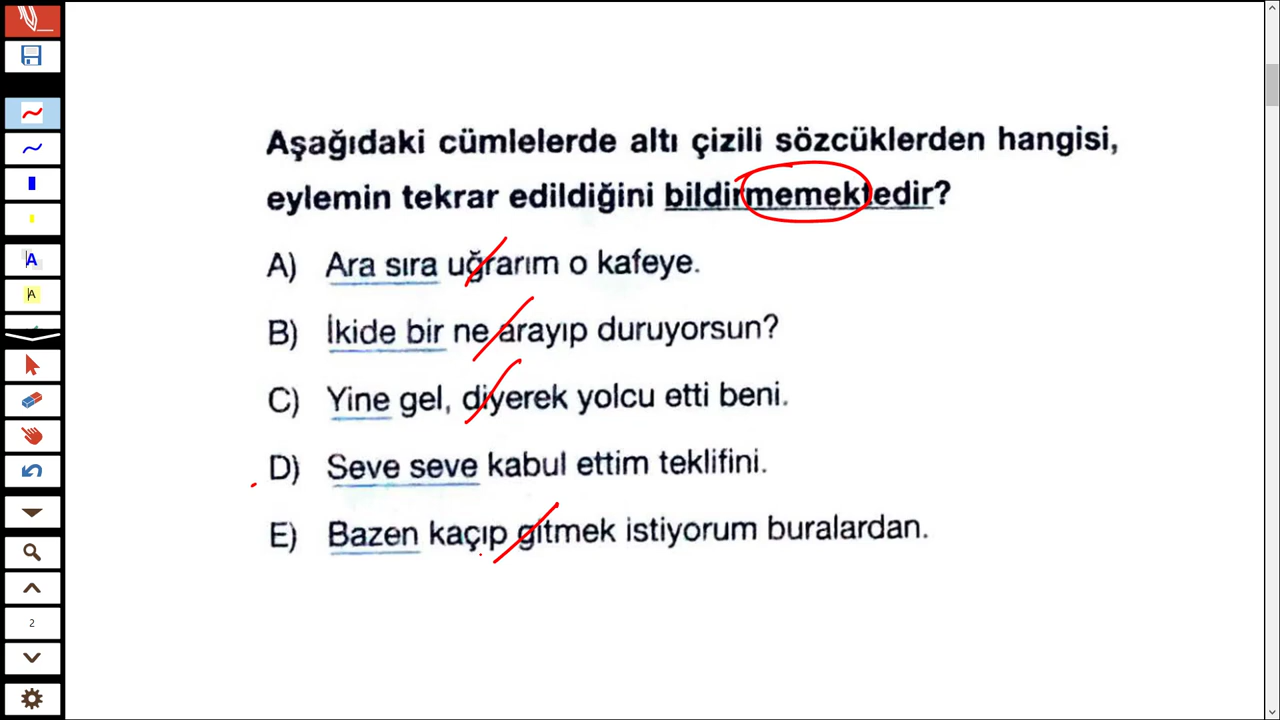 Aşağıdaki cümlelerde altı çizili sözcüklerden hangisi,
eylemin tekrar edildiğini bildirmemektedir?
A) Ara sıra uğrarım o kafeye.
B) İkide bir ne arayıp duruyorsun?
C) Yine gel, diyerek yolcu etti beni.
D) Seve seve kabul ettim teklifini.
E) Bazen kaçıp gitmek istiyorum buralardan.
A
A
2